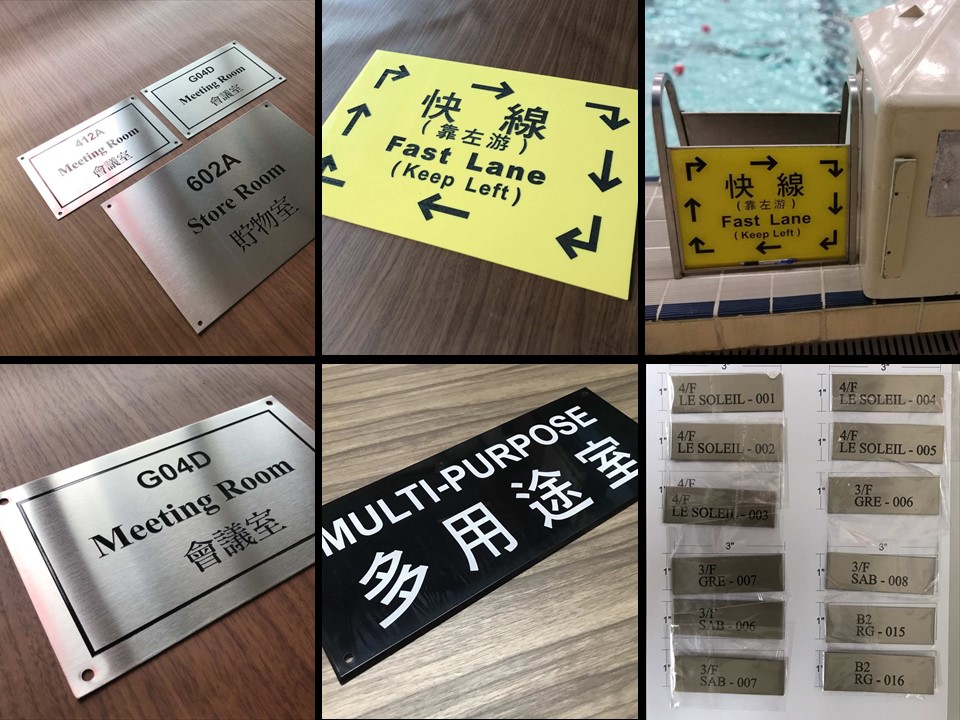 412A
Meeting Room
會議室
G04D
Meeting Room
會議室
602A
Store Room
貯物室
快線
(靠左游)
Fast Lane
(Keep Left)
快線
(靠左游)
Fast Lane
(Keep Left)
G04D
Meeting Room
會議室
MULTI-PURPOSE
多用途室
3"
3"
1"
4/F
LE SOLEIL - 001
1"
4/F
LE SOLEIL - 004
1"
4/F
LE SOLEIL - 002
1"
4/F
LE SOLEIL - 005
4/F
1"
4/F
LE SOLEIL - 003
1"
3/F
GRE - 006
3"
3"
1"
3/F
GRE - 007
1"
3/F
SAB - 008
1"
3/F
SAB - 006
1"
B2
RG - 015
1"
3/F
SAB - 007
1"
B2
RG - 016